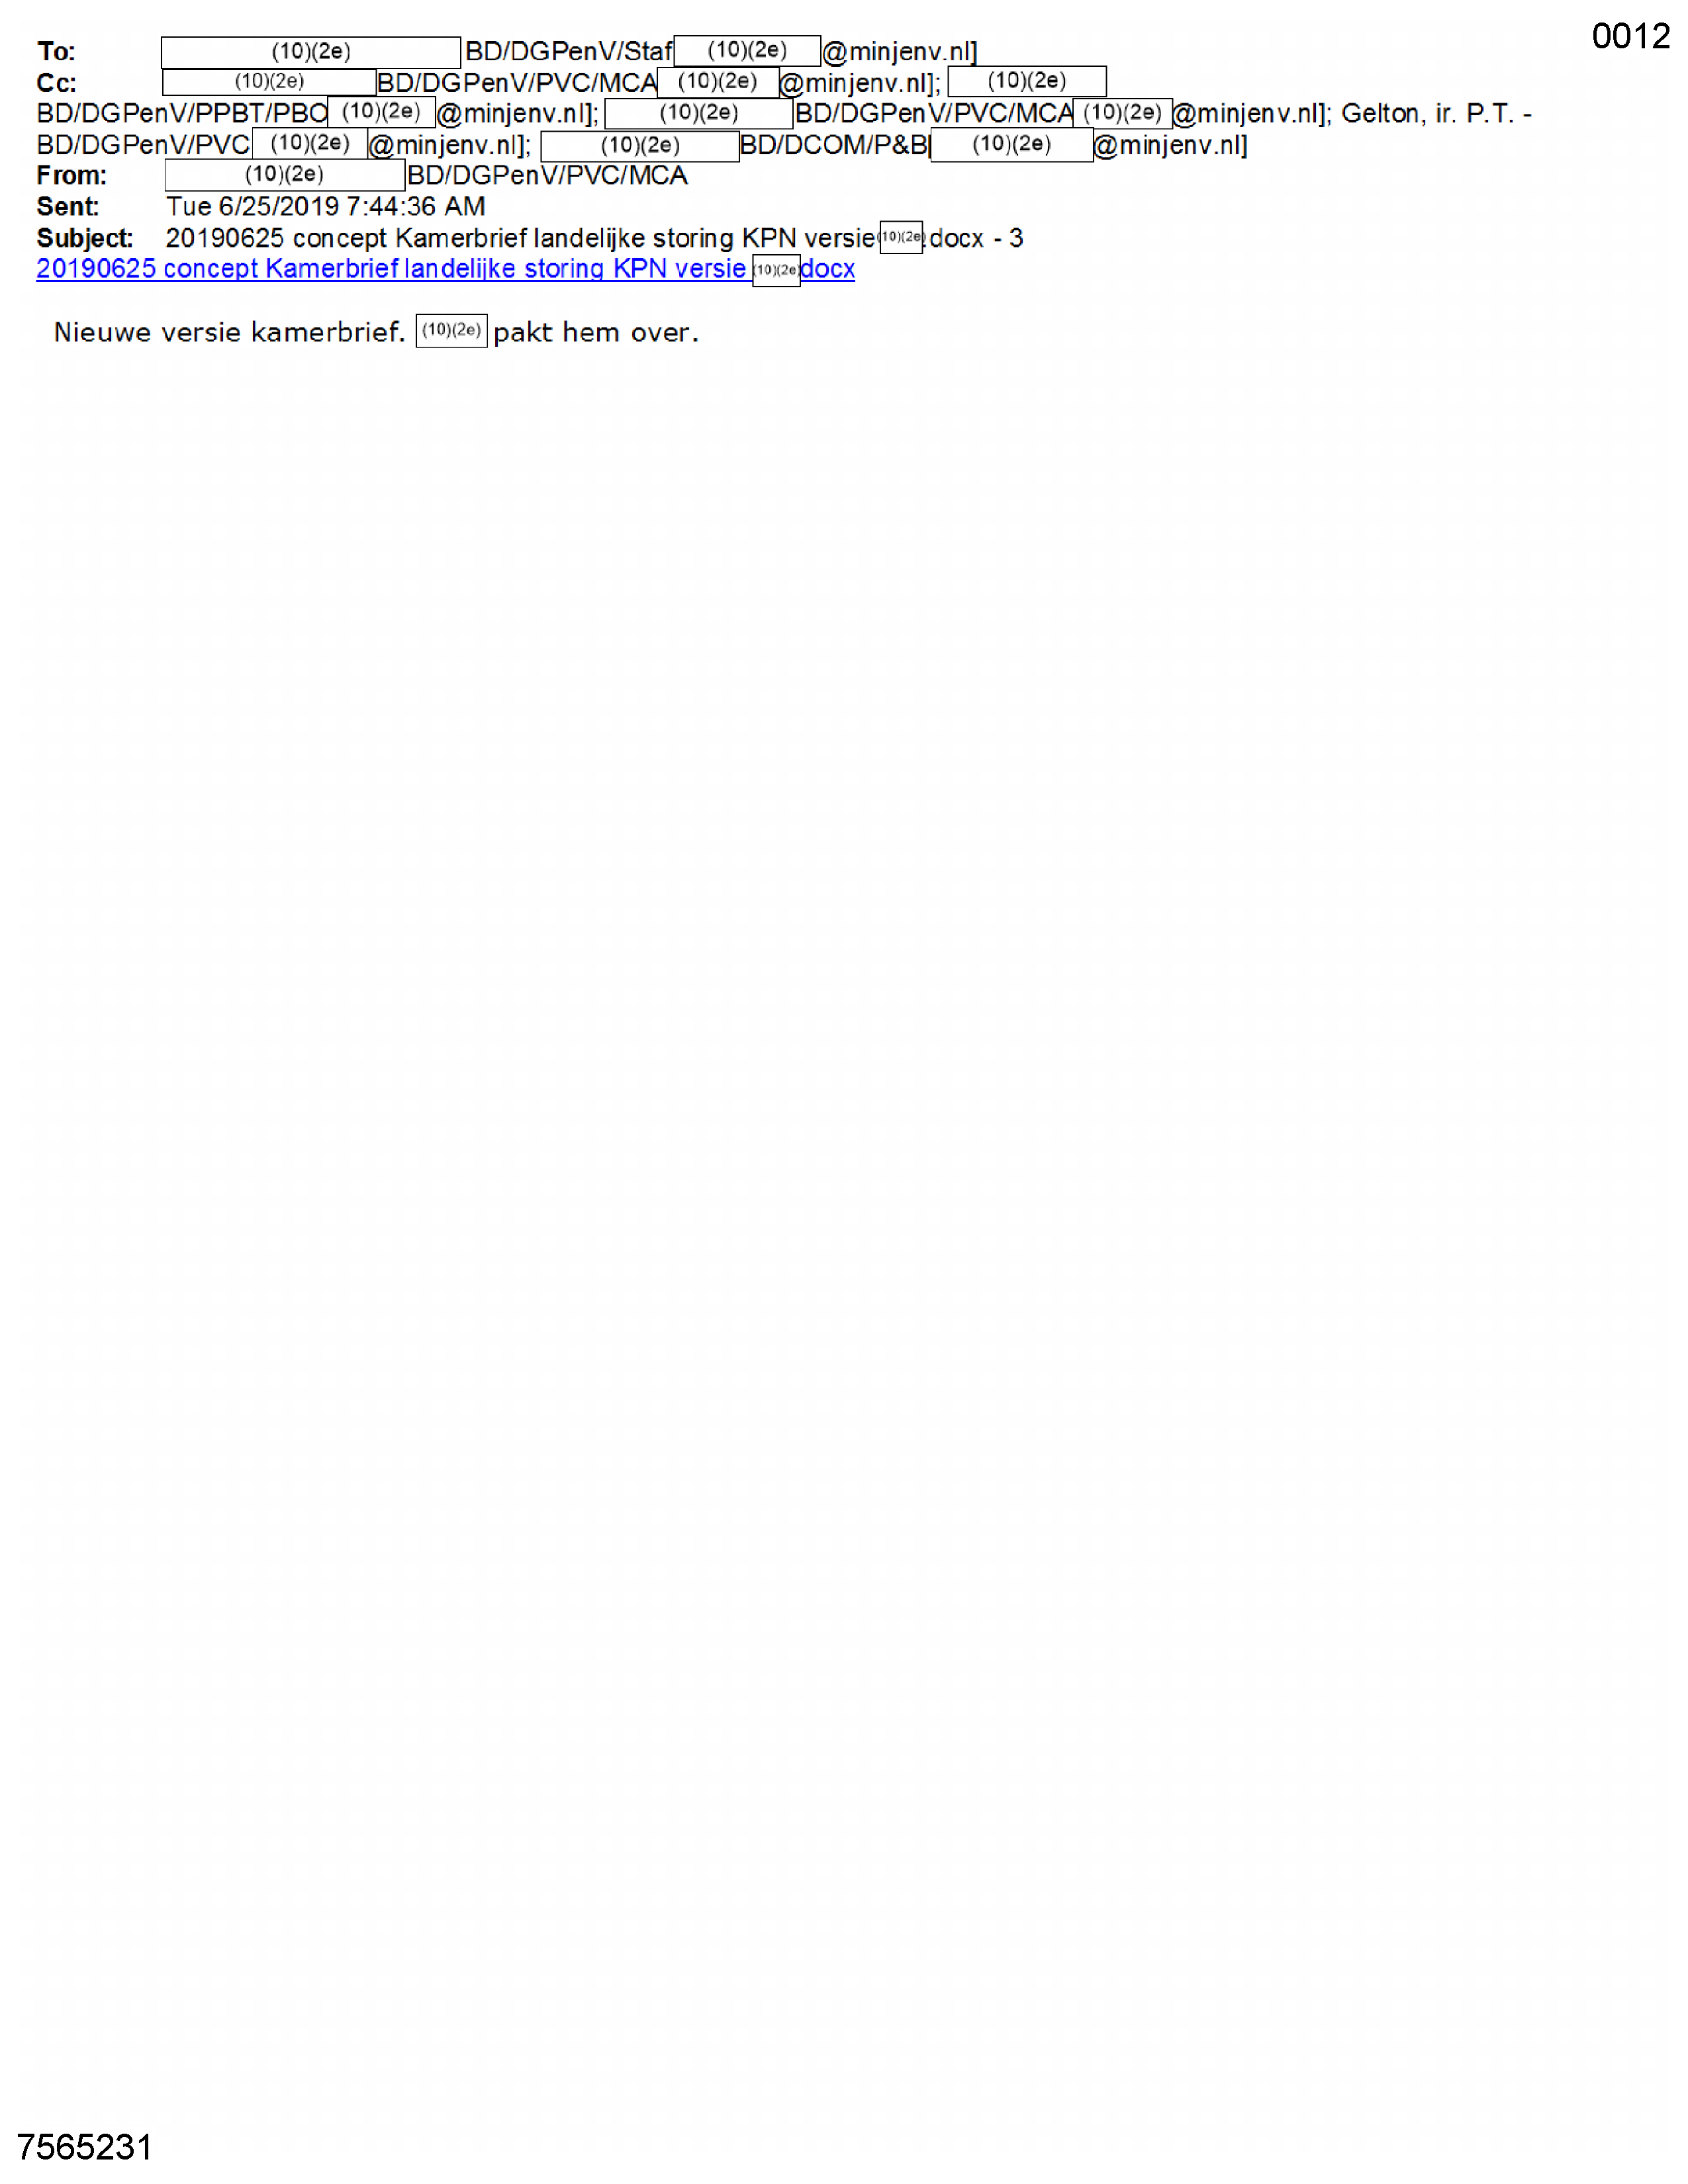 0012
To: (10)(2e) BD/DGPenV/Staf (10)(2e) @minjenv.nl]
Cc: (10)(2e) BD/DGPenV/PVC/MCA (10)(2e) @minjenv.nl]; (10)(2e)
BD/DGPenV/PPBT/PBO (10)(2e) @minjenv.nl]; (10)(2e) BD/DGPenV/PVC/MCA (10)(2e) @minjenv.nl]; Gelton, ir. P.T. -
BD/DGPenV/PVC (10)(2e) @minjenv.nl]; (10)(2e) BD/DCOM/P&B[ (10)(2e) @minjenv.nl]
From: (10)(2e) BD/DGPenV/PVC/MCA
Sent: Tue 6/25/2019 7:44:36 AM
Subject: 20190625 concept Kamerbrief landelijke storing KPN versie (10)(2e) docx - 3
20190625 concept Kamerbrief landelijke storing KPN versie (10)(2e) docx
Nieuwe versie kamerbrief. (10)(2e) pakt hem over.
7565231